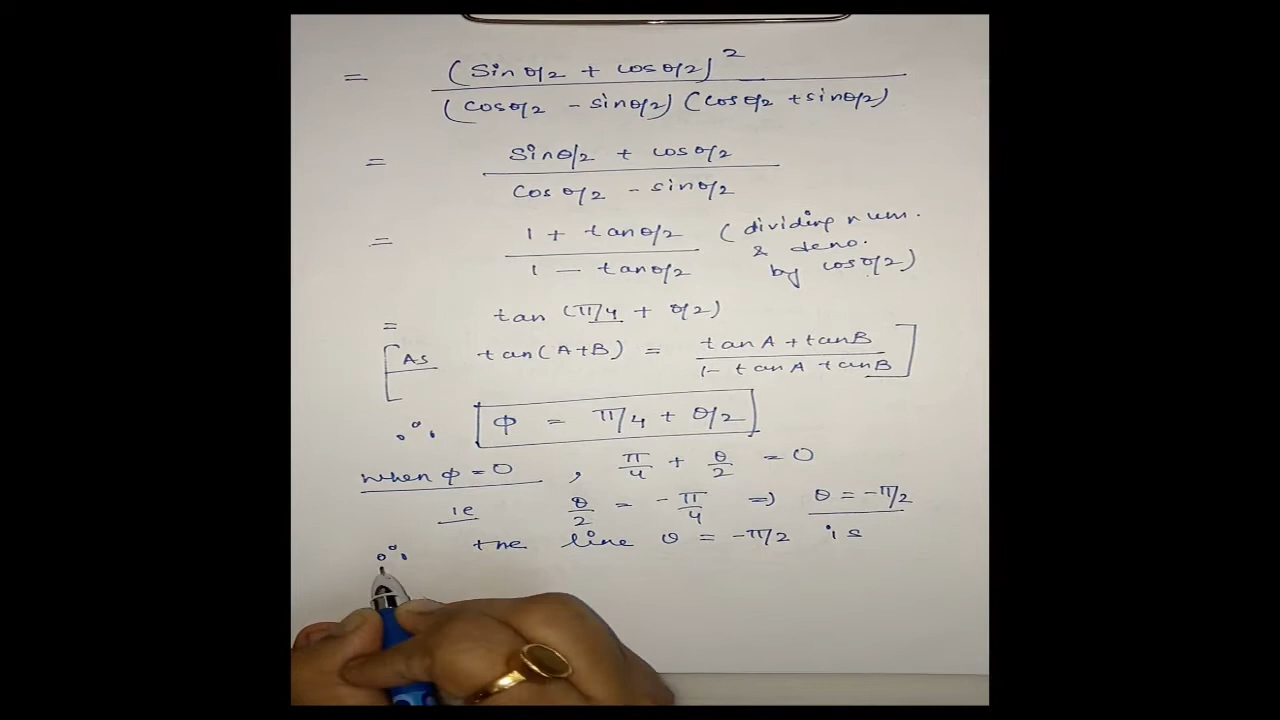 = (sin θ/2 + cos θ/2)²
(cos θ/2 - sin θ/2) (cos θ/2 + sin θ/2)
= sin θ/2 + cos θ/2
cos θ/2 - sin θ/2
= 1 + tan θ/2 (dividing num.
& deno.
1 - tan θ/2 by cos θ/2)
= tan (π/4 + θ/2)
[As tan(A+B) = tan A + tan B
1 - tan A tan B]
∴ φ = π/4 + θ/2
when φ = 0 , π/4 + θ/2 = 0
ie θ/2 = -π/4 => θ = -π/2
∴ the line θ = -π/2 is